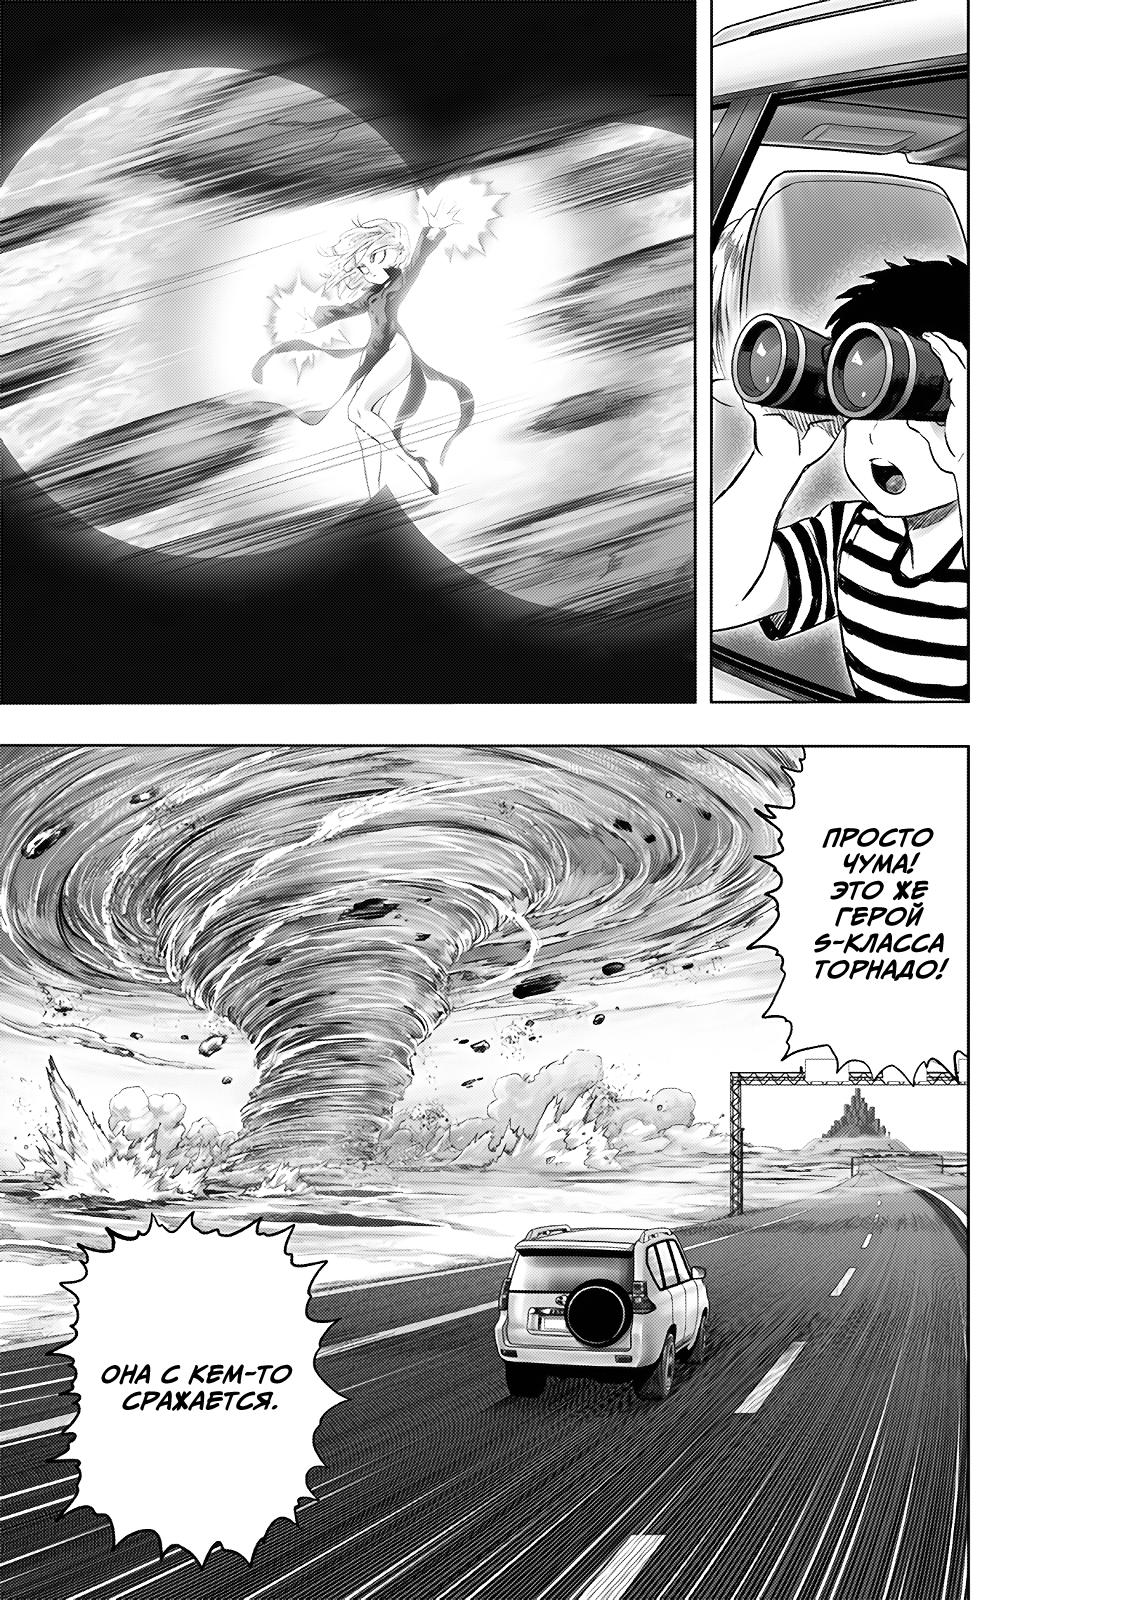 ПРОСТО
ЧУМА!
ЭТО ЖЕ
ГЕРОЙ
S-КЛАССА
ТОРНАДО!
ОНА С КЕМ-ТО
СРАЖАЕТСЯ.